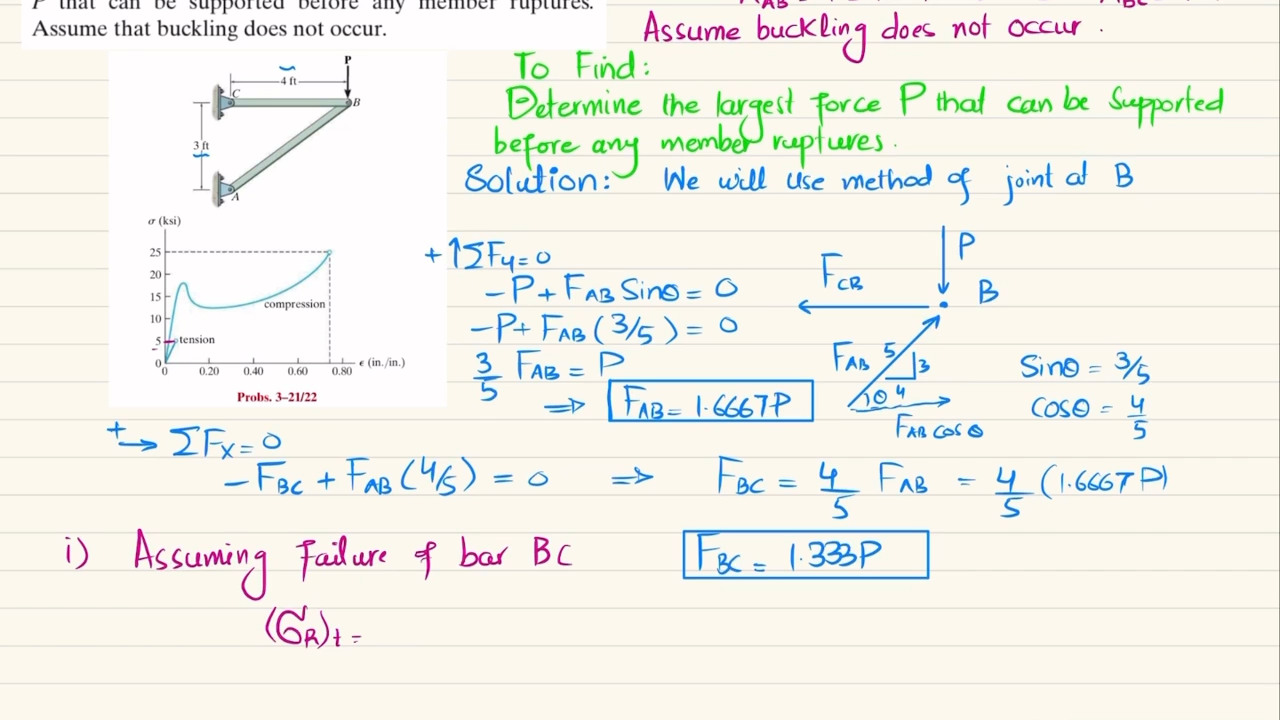 P that can be supported before any member ruptures.
Assume that buckling does not occur.
AB
BC
Assume buckling does not occur.
To Find:
Determine the largest force P that can be supported
before any member ruptures.
Solution: We will use method of joint at B
P
4 ft
C
B
3 ft
A
σ (ksi)
25
20
15
10
5
0
compression
tension
0 0.20 0.40 0.60 0.80 ϵ (in./in.)
Probs. 3–21/22
+↑ΣFy=0
-P + FAB Sinθ = 0
-P + FAB (3/5) = 0
3/5 FAB = P
⇒ FAB = 1.6667P
P
FCB
B
FAB 5 3
θ 4
FAB cosθ
Sinθ = 3/5
cosθ = 4/5
+→ ΣFx=0
-FBC + FAB (4/5) = 0 ⇒ FBC = 4/5 FAB = 4/5 (1.6667P)
i) Assuming failure of bar BC
FBC = 1.333P
(σR)t =